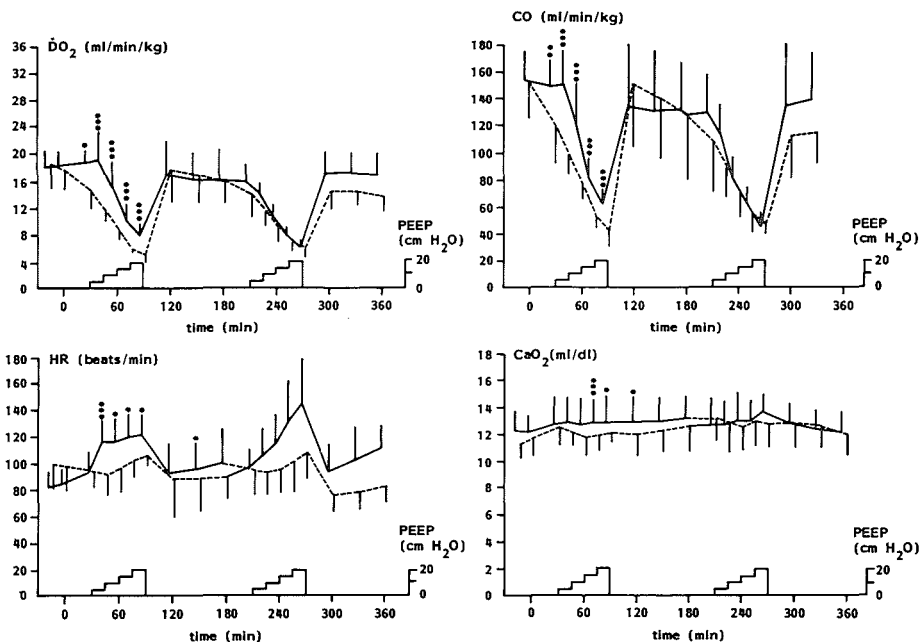 ḊO₂ (ml/min/kg)
36
32
28
24
20
16
12
8
4
0
PEEP
(cm H₂O)
20
0
0 60 120 180 240 300 360
time (min)
CO (ml/min/kg)
180
160
140
120
100
80
60
40
20
0
PEEP
(cm H₂O)
20
0
0 60 120 180 240 300 360
time (min)
HR (beats/min)
180
160
140
120
100
80
60
40
20
0
PEEP
(cm H₂O)
20
0
0 60 120 180 240 300 360
time (min)
CaO₂(ml/dl)
18
16
14
12
10
8
6
4
2
0
PEEP
(cm H₂O)
20
0
0 60 120 180 240 300 360
time (min)